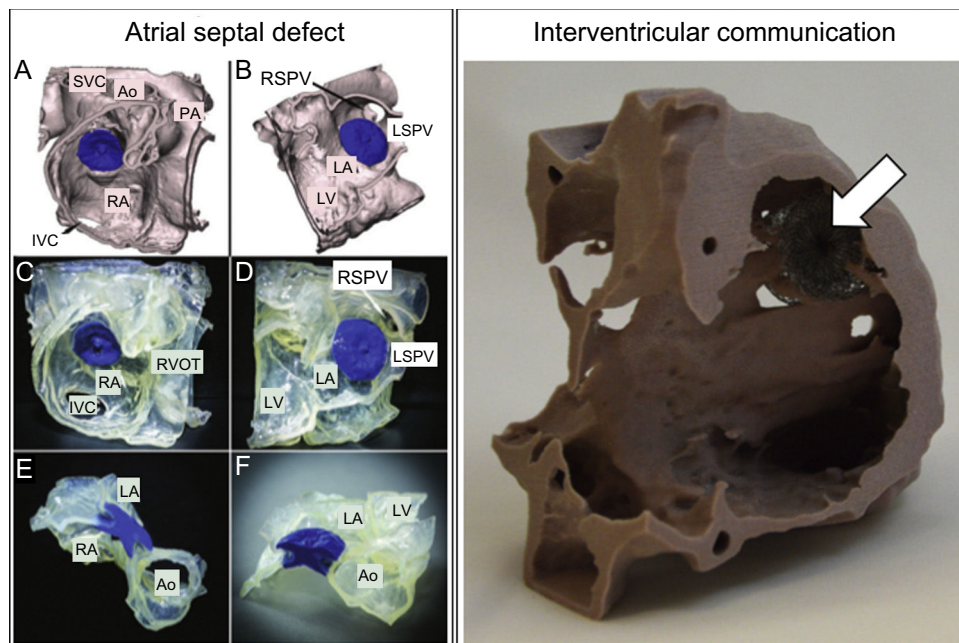 Atrial septal defect
Interventricular communication
A
SVC
Ao
PA
RA
IVC
B
RSPV
LSPV
LA
LV
C
RVOT
RA
IVC
D
RSPV
LSPV
LA
LV
E
LA
RA
Ao
F
LA
LV
Ao